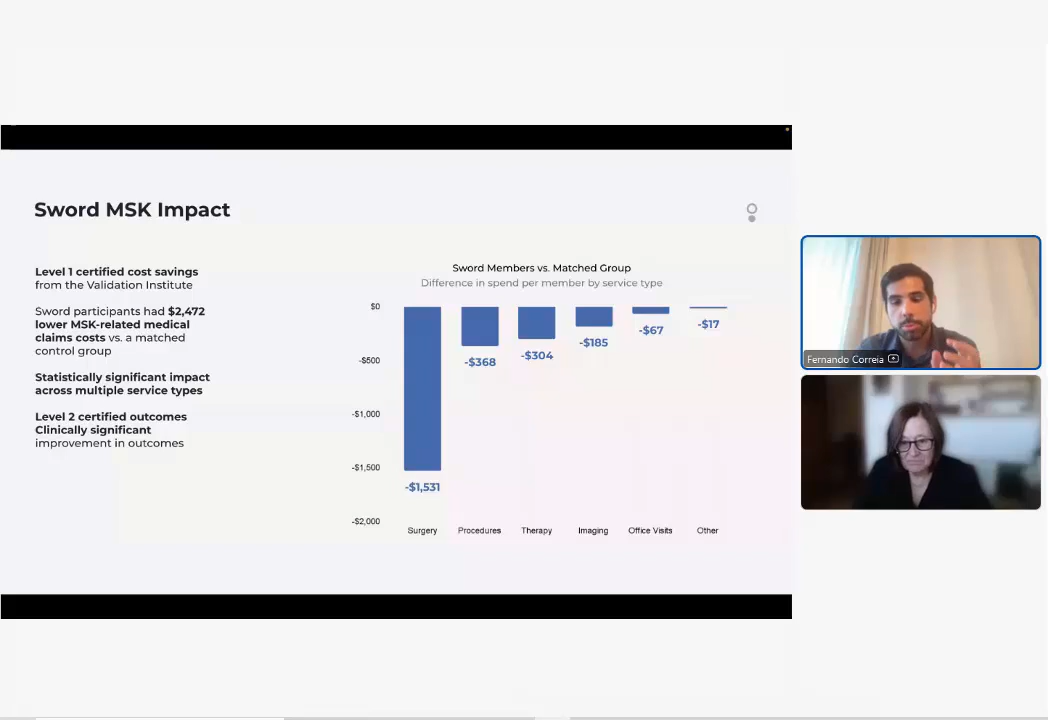 Sword MSK Impact
Level 1 certified cost savings
from the Validation Institute
Sword participants had $2,472
lower MSK-related medical
claims costs vs. a matched
control group
Statistically significant impact
across multiple service types
Level 2 certified outcomes
Clinically significant
improvement in outcomes
Sword Members vs. Matched Group
Difference in spend per member by service type
$0
-$500
-$1,000
-$1,500
-$2,000
-$1,531
-$368
-$304
-$185
-$67
-$17
Surgery
Procedures
Therapy
Imaging
Office Visits
Other
Fernando Correia